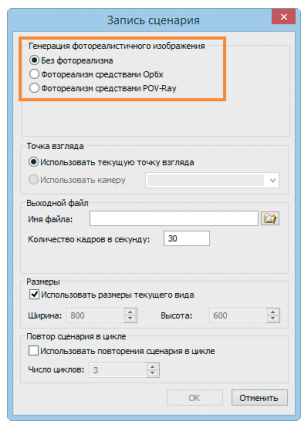 Запись сценария
Генерация фотореалистичного изображения
Без фотореализма
Фотореализм средствами Optix
Фотореализм средствами POV-Ray
Точка взгляда
Использовать текущую точку взгляда
Использовать камеру
Выходной файл
Имя файла:
Количество кадров в секунду: 30
Размеры
Использовать размеры текущего вида
Ширина: 800 Высота: 600
Повтор сценария в цикле
Использовать повторения сценария в цикле
Число циклов: 3
OK Отменить